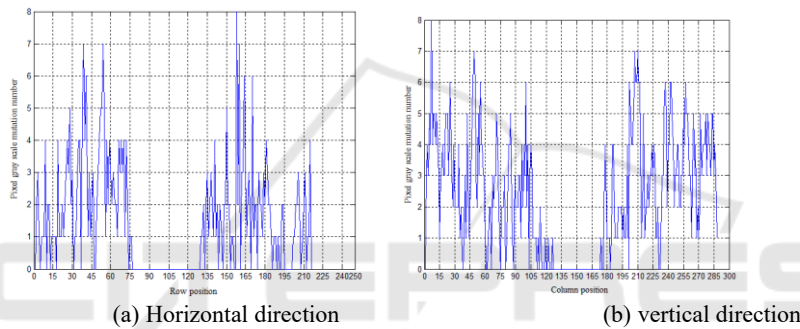 8
7
6
5
4
3
2
1
0
Pixel gray scale mutation number
0 15 30 45 60 75 90 105 120 135 150 165 180 195 210 225 240 250
Row position
(a) Horizontal direction
8
7
6
5
4
3
2
1
0
Pixel gray scale mutation number
0 15 30 45 60 75 90 105 120 135 150 165 180 195 210 225 240 255 270 285 300
Column position
(b) vertical direction